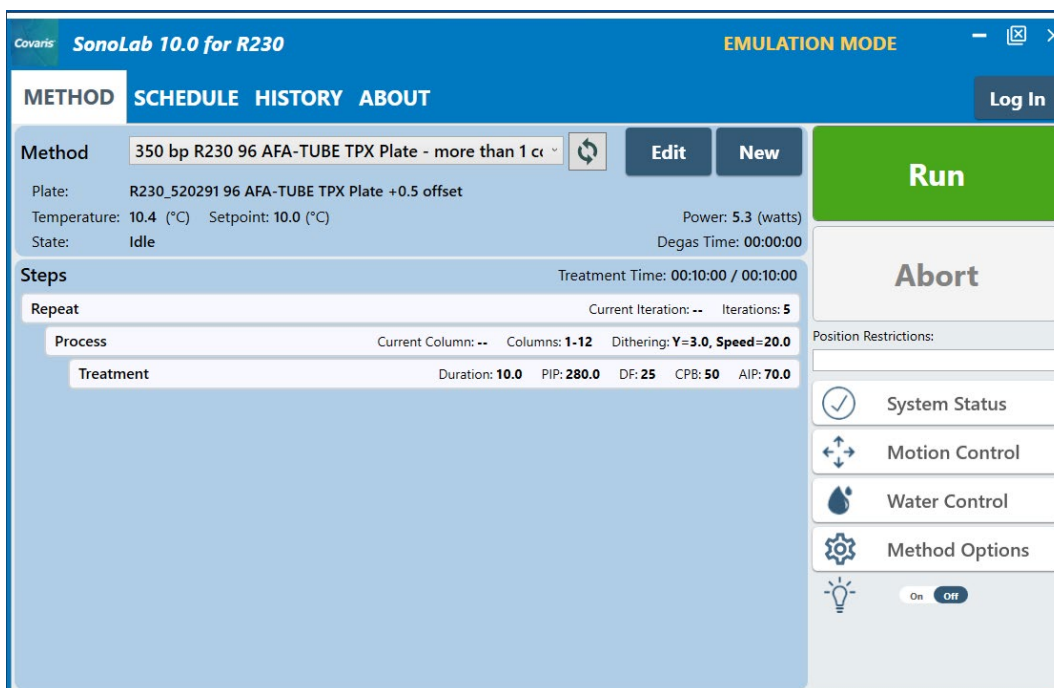 Covaris SonoLab 10.0 for R230 EMULATION MODE
METHOD SCHEDULE HISTORY ABOUT Log In
Method 350 bp R230 96 AFA-TUBE TPX Plate - more than 1 Edit New
Run
Plate: R230_520291 96 AFA-TUBE TPX Plate +0.5 offset
Temperature: 10.4 (°C) Setpoint: 10.0 (°C) Power: 5.3 (watts)
State: Idle Degas Time: 00:00:00
Abort
Steps Treatment Time: 00:10:00 / 00:10:00
Repeat Current Iteration: -- Iterations: 5
Process Current Column: -- Columns: 1-12 Dithering: Y=3.0, Speed=20.0
Treatment Duration: 10.0 PIP: 280.0 DF: 25 CPB: 50 AIP: 70.0
Position Restrictions:
System Status
Motion Control
Water Control
Method Options
On Off